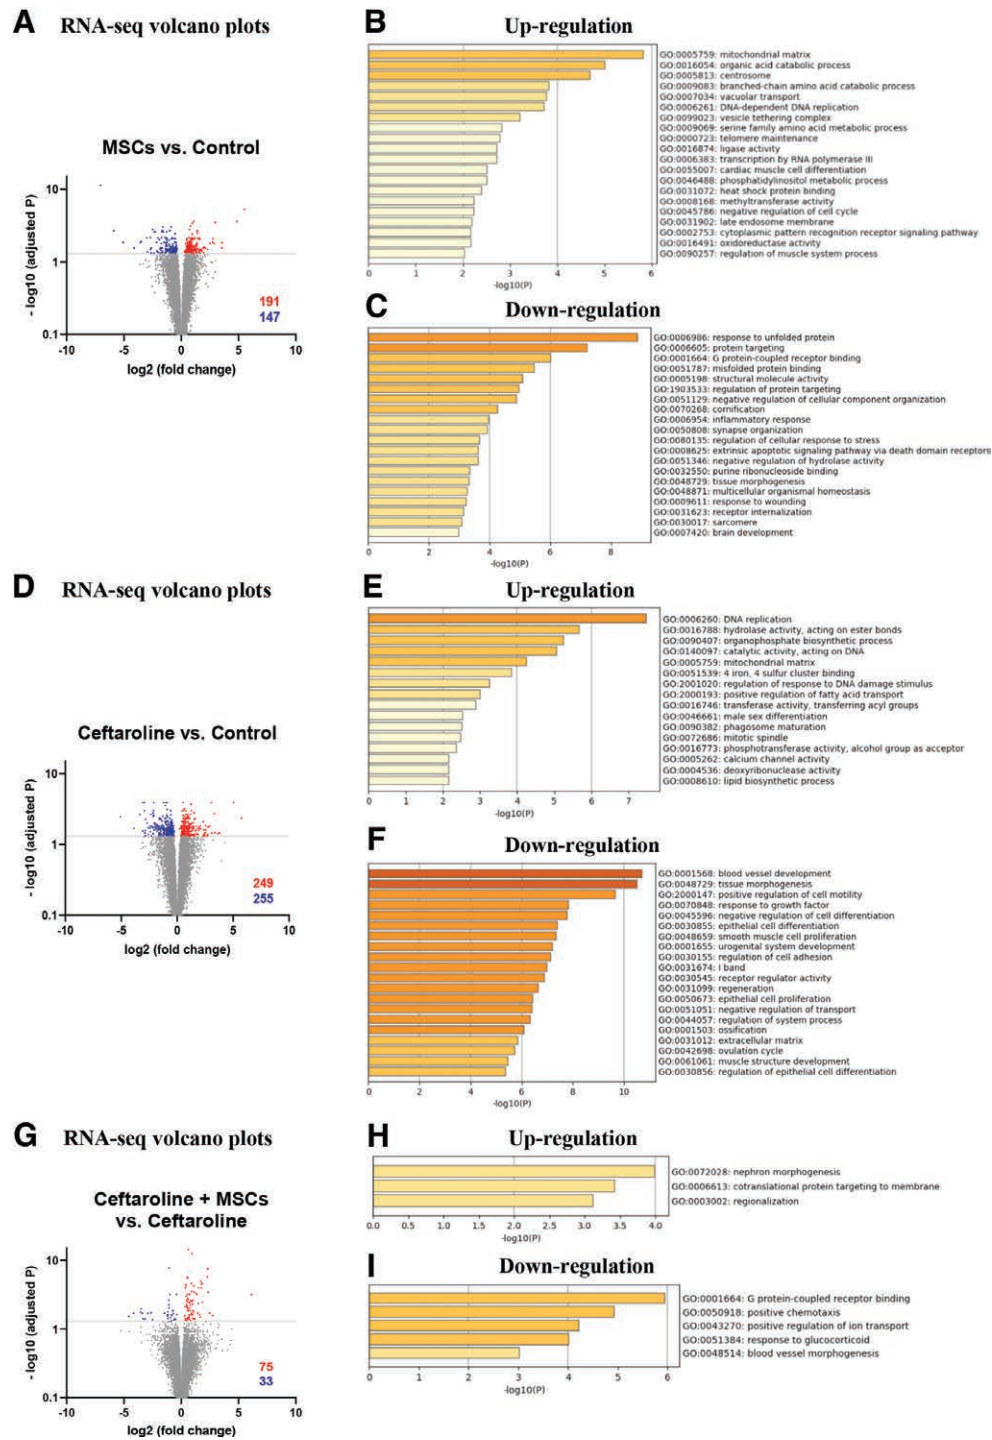 A RNA-seq volcano plots
MSCs vs. Control
- log10 (adjusted P)
10
1
0.1
191
147
-10 -5 0 5 10
log2 (fold change)
B Up-regulation
GO:0005759: mitochondrial matrix
GO:0016054: organic acid catabolic process
GO:0005813: centrosome
GO:0009083: branched-chain amino acid catabolic process
GO:0007034: vacuolar transport
GO:0006261: DNA-dependent DNA replication
GO:0099023: vesicle tethering complex
GO:0009069: serine family amino acid metabolic process
GO:0000723: telomere maintenance
GO:0016874: ligase activity
GO:0006383: transcription by RNA polymerase III
GO:0055007: cardiac muscle cell differentiation
GO:0046488: phosphatidylinositol metabolic process
GO:0031072: heat shock protein binding
GO:0008168: methyltransferase activity
GO:0045786: negative regulation of cell cycle
GO:0031902: late endosome membrane
GO:0002753: cytoplasmic pattern recognition receptor signaling pathway
GO:0016491: oxidoreductase activity
GO:0090257: regulation of muscle system process
0 1 2 3 4 5 6
-log10(P)
C Down-regulation
GO:0006986: response to unfolded protein
GO:0006605: protein targeting
GO:0001664: G protein-coupled receptor binding
GO:0051787: misfolded protein binding
GO:0005198: structural molecule activity
GO:1903533: regulation of protein targeting
GO:0051129: negative regulation of cellular component organization
GO:0070268: cornification
GO:0006954: inflammatory response
GO:0050808: synapse organization
GO:0080135: regulation of cellular response to stress
GO:0008625: extrinsic apoptotic signaling pathway via death domain receptors
GO:0051346: negative regulation of hydrolase activity
GO:0032550: purine ribonucleoside binding
GO:0048729: tissue morphogenesis
GO:0048871: multicellular organismal homeostasis
GO:0009611: response to wounding
GO:0031623: receptor internalization
GO:0030017: sarcomere
GO:0007420: brain development
0 2 4 6 8
-log10(P)
D RNA-seq volcano plots
Ceftaroline vs. Control
- log10 (adjusted P)
10
1
0.1
249
255
-10 -5 0 5 10
log2 (fold change)
E Up-regulation
GO:0006260: DNA replication
GO:0016788: hydrolase activity, acting on ester bonds
GO:0090407: organophosphate biosynthetic process
GO:0140097: catalytic activity, acting on DNA
GO:0005759: mitochondrial matrix
GO:0051539: 4 iron, 4 sulfur cluster binding
GO:2001020: regulation of response to DNA damage stimulus
GO:2000193: positive regulation of fatty acid transport
GO:0016746: transferase activity, transferring acyl groups
GO:0046661: male sex differentiation
GO:0090382: phagosome maturation
GO:0072686: mitotic spindle
GO:0016773: phosphotransferase activity, alcohol group as acceptor
GO:0005262: calcium channel activity
GO:0004536: deoxyribonuclease activity
GO:0008610: lipid biosynthetic process
0 1 2 3 4 5 6 7
-log10(P)
F Down-regulation
GO:0001568: blood vessel development
GO:0048729: tissue morphogenesis
GO:2000147: positive regulation of cell motility
GO:0070848: response to growth factor
GO:0045596: negative regulation of cell differentiation
GO:0030855: epithelial cell differentiation
GO:0048659: smooth muscle cell proliferation
GO:0001655: urogenital system development
GO:0030155: regulation of cell adhesion
GO:0031674: I band
GO:0030545: receptor regulator activity
GO:0031099: regeneration
GO:0050673: epithelial cell proliferation
GO:0051051: negative regulation of transport
GO:0044057: regulation of system process
GO:0001503: ossification
GO:0031012: extracellular matrix
GO:0042698: ovulation cycle
GO:0061061: muscle structure development
GO:0030856: regulation of epithelial cell differentiation
0 2 4 6 8 10
-log10(P)
G RNA-seq volcano plots
Ceftaroline + MSCs
vs. Ceftaroline
- log10 (adjusted P)
10
1
0.1
75
33
-10 -5 0 5 10
log2 (fold change)
H Up-regulation
GO:0072028: nephron morphogenesis
GO:0006613: cotranslational protein targeting to membrane
GO:0003002: regionalization
0.0 0.5 1.0 1.5 2.0 2.5 3.0 3.5 4.0
-log10(P)
I Down-regulation
GO:0001664: G protein-coupled receptor binding
GO:0050918: positive chemotaxis
GO:0043270: positive regulation of ion transport
GO:0051384: response to glucocorticoid
GO:0048514: blood vessel morphogenesis
0 1 2 3 4 5 6
-log10(P)